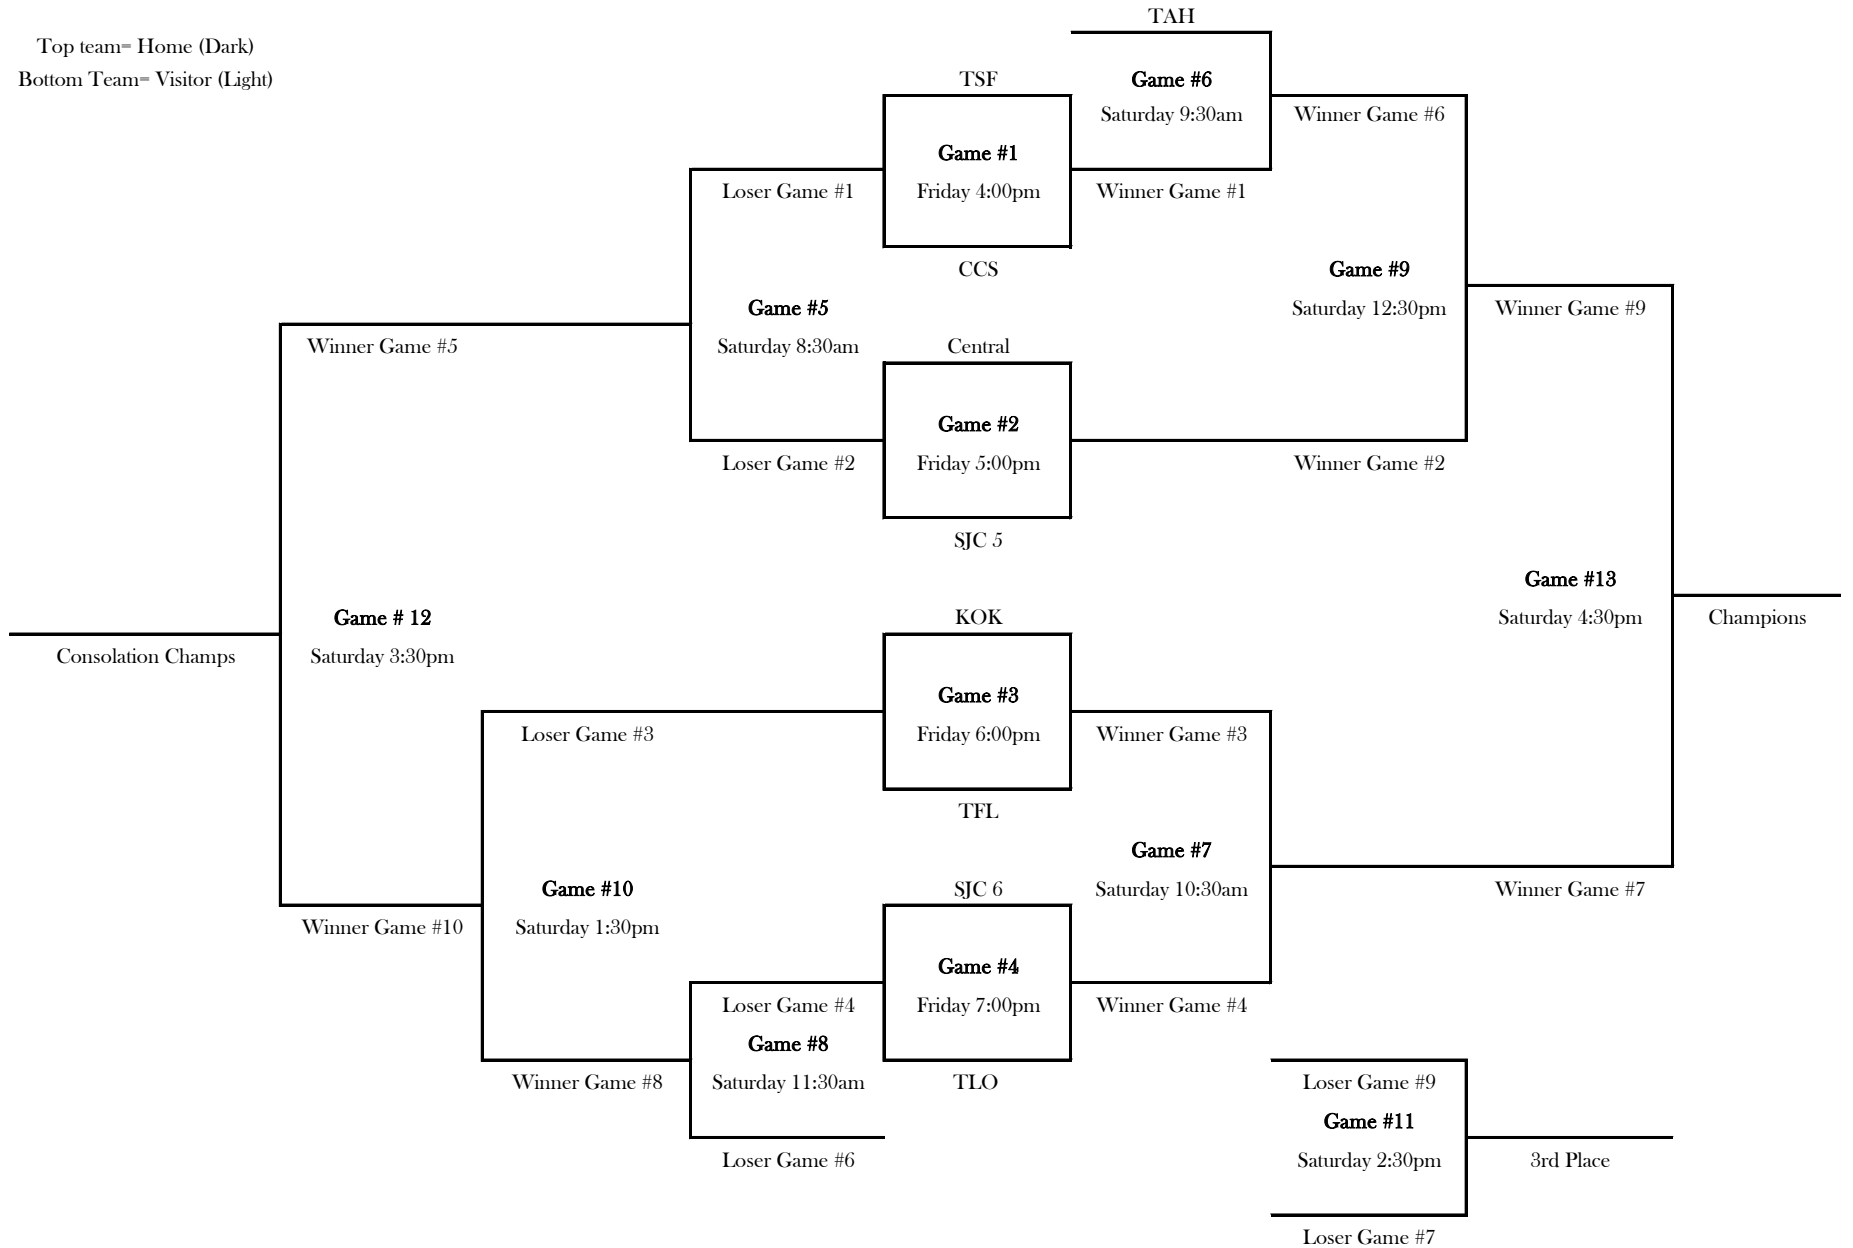 TAH
Top team= Home (Dark)
Bottom Team= Visitor (Light)
TSF
Game #6
Saturday 9:30am
Winner Game #6
Game #1
Friday 4:00pm
Loser Game #1
Winner Game #1
CCS
Game #9
Saturday 12:30pm
Game #5
Saturday 8:30am
Winner Game #9
Winner Game #5
Central
Game #2
Friday 5:00pm
Loser Game #2
Winner Game #2
SJC 5
Game #13
Saturday 4:30pm
Champions
KOK
Game # 12
Saturday 3:30pm
Consolation Champs
Game #3
Friday 6:00pm
Loser Game #3
Winner Game #3
TFL
Game #7
Saturday 10:30am
Winner Game #7
SJC 6
Game #10
Saturday 1:30pm
Winner Game #10
Game #4
Friday 7:00pm
Loser Game #4
Winner Game #4
Game #8
Saturday 11:30am
Winner Game #8
TLO
Loser Game #9
Game #11
Saturday 2:30pm
Loser Game #6
3rd Place
Loser Game #7